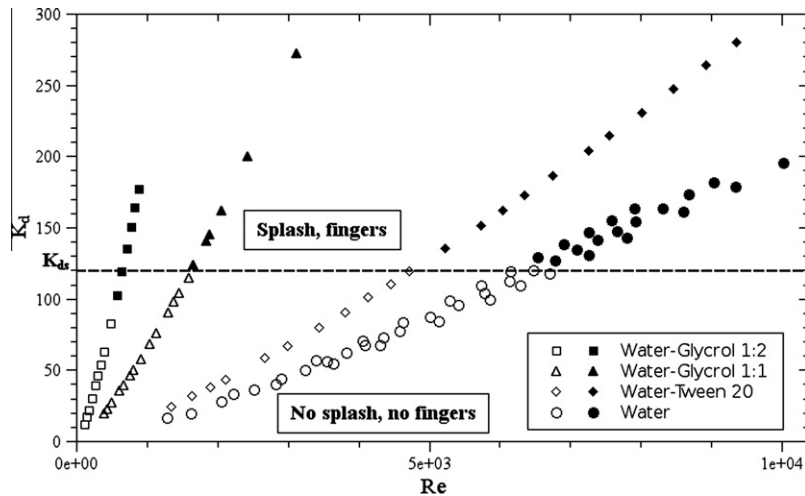 300
250
200
150
100
50
0
K_d
K_ds
Splash, fingers
No splash, no fingers
Water-Glycrol 1:2
Water-Glycrol 1:1
Water-Tween 20
Water
0e+00
5e+03
1e+04
Re